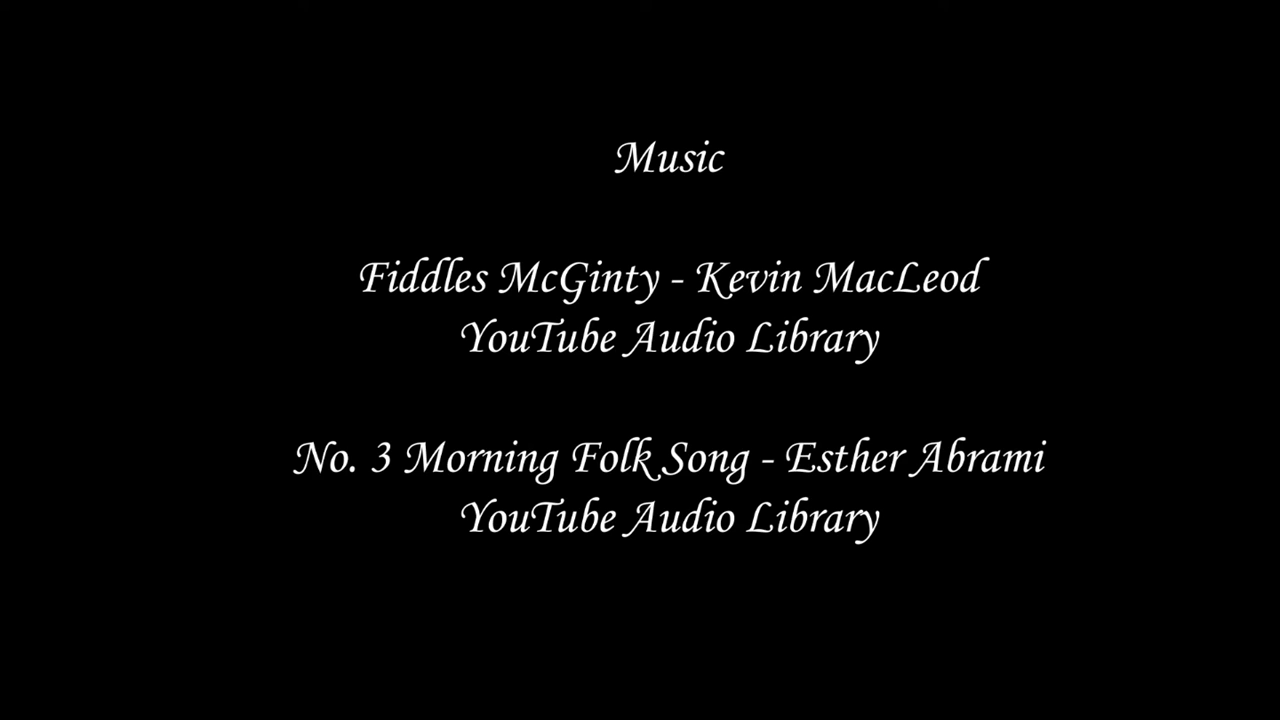 Music
Fiddles McGinty - Kevin MacLeod
YouTube Audio Library
No. 3 Morning Folk Song - Esther Abrami
YouTube Audio Library